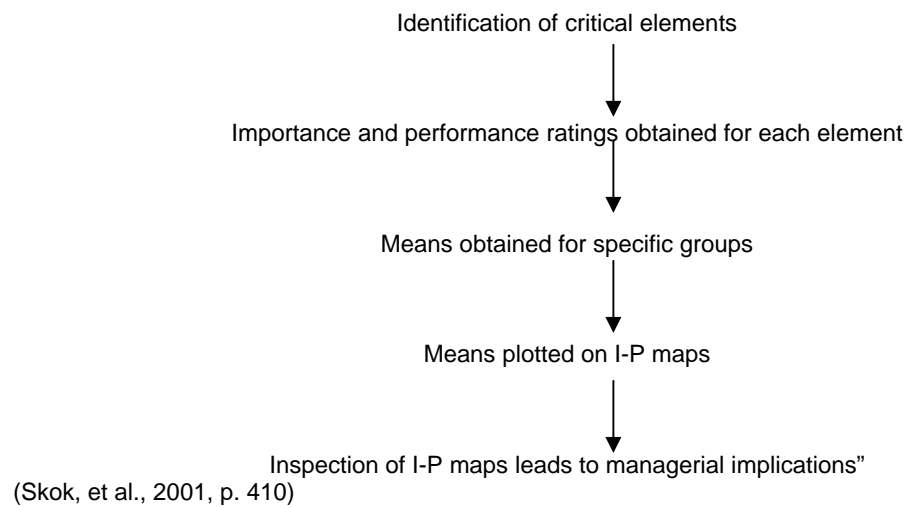 Identification of critical elements
Importance and performance ratings obtained for each element
Means obtained for specific groups
Means plotted on I-P maps
Inspection of I-P maps leads to managerial implications”
(Skok, et al., 2001, p. 410)